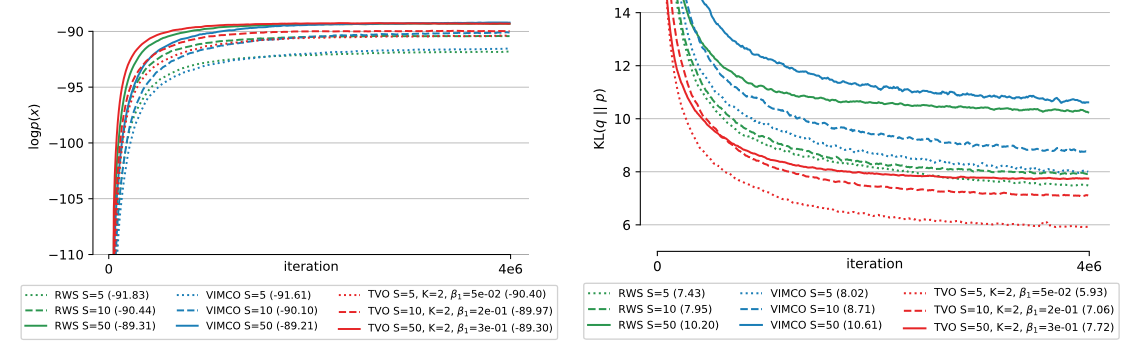 −90
−95
−100
−105
−110
logp(x)
0
iteration
4e6
RWS S=5 (-91.83)
RWS S=10 (-90.44)
RWS S=50 (-89.31)
VIMCO S=5 (-91.61)
VIMCO S=10 (-90.10)
VIMCO S=50 (-89.21)
TVO S=5, K=2, β₁=5e-02 (-90.40)
TVO S=10, K=2, β₁=2e-01 (-89.97)
TVO S=50, K=2, β₁=3e-01 (-89.30)
14
12
10
8
6
KL(q || p)
0
iteration
4e6
RWS S=5 (7.43)
RWS S=10 (7.95)
RWS S=50 (10.20)
VIMCO S=5 (8.02)
VIMCO S=10 (8.71)
VIMCO S=50 (10.61)
TVO S=5, K=2, β₁=5e-02 (5.93)
TVO S=10, K=2, β₁=2e-01 (7.06)
TVO S=50, K=2, β₁=3e-01 (7.72)